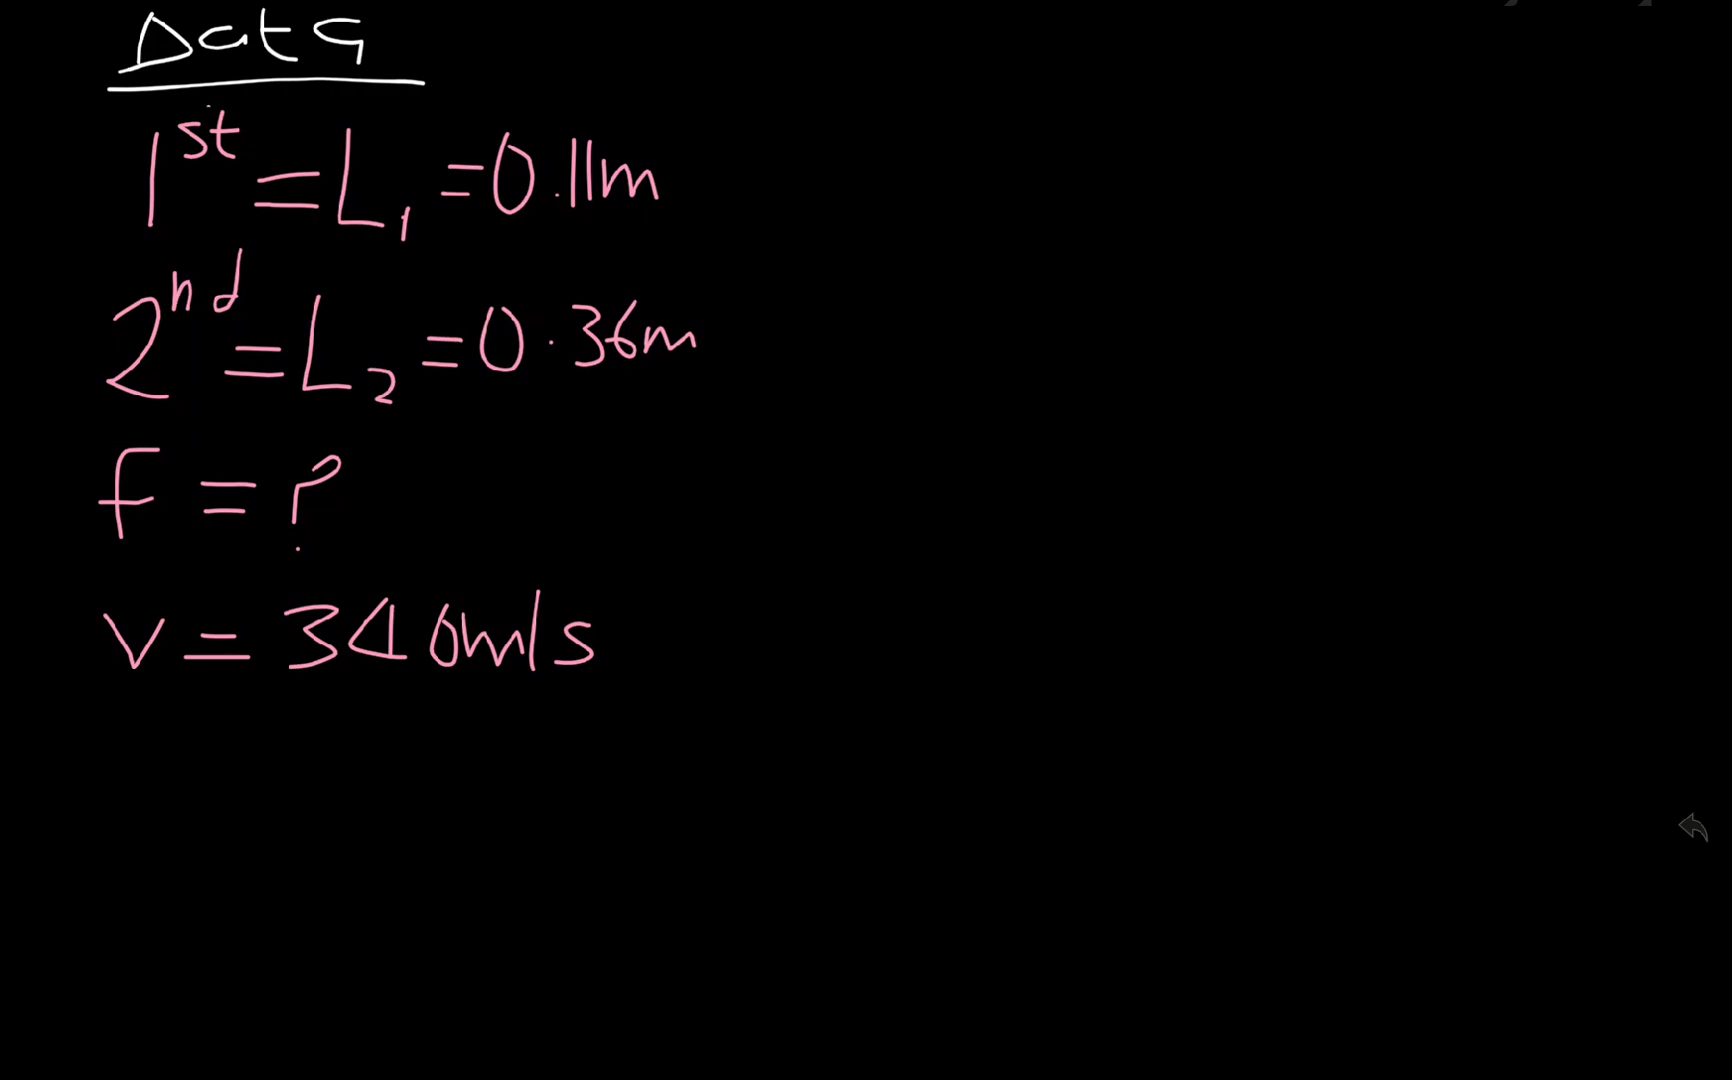 Data
1st = L1 = 0.11m
2nd = L2 = 0.36m
f = ?
v = 340m/s